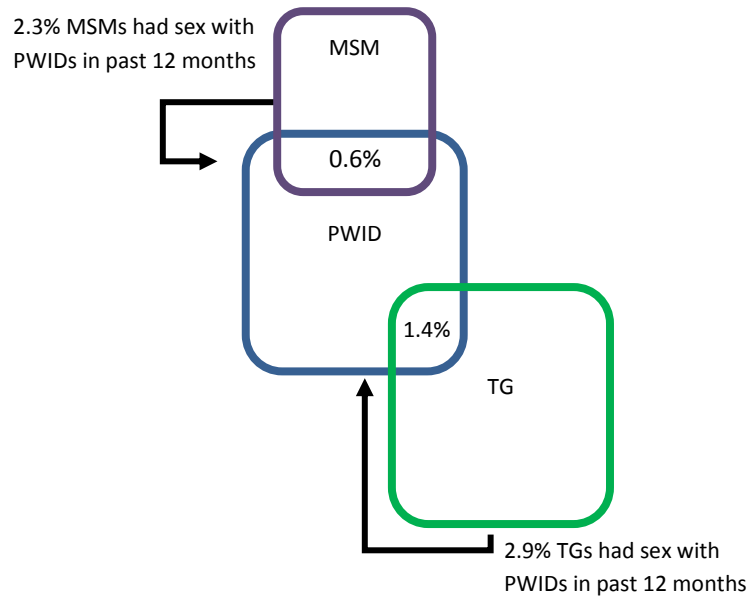 2.3% MSMs had sex with
PWIDs in past 12 months
MSM
0.6%
PWID
1.4%
TG
2.9% TGs had sex with
PWIDs in past 12 months